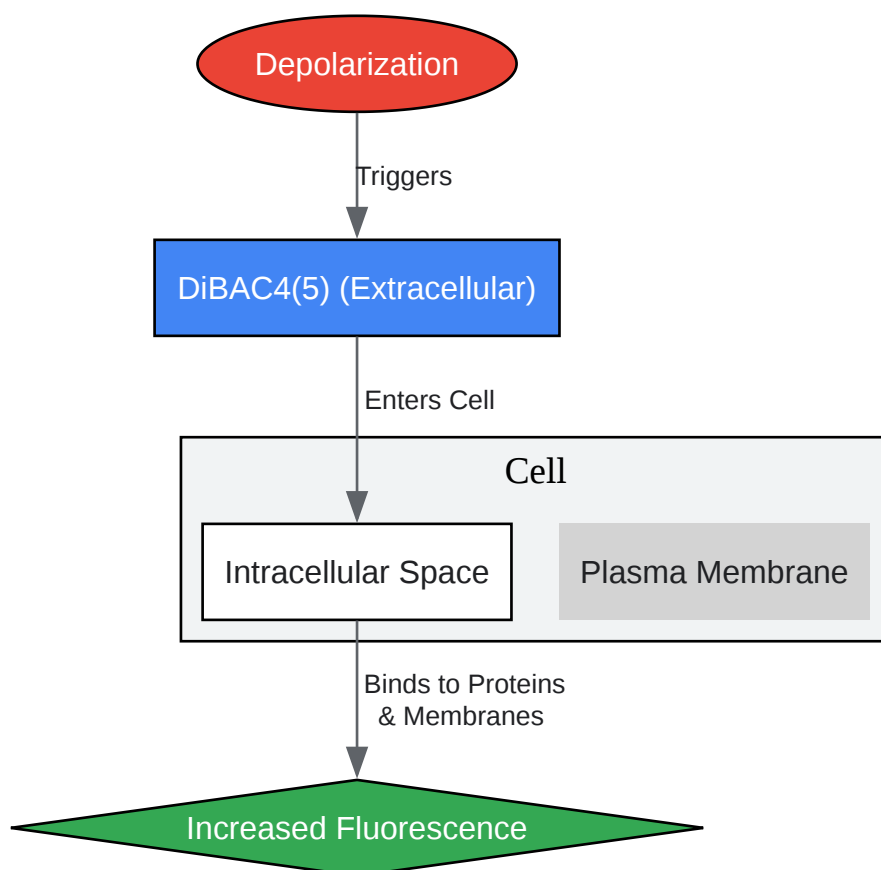 Depolarization
Triggers
DiBAC4(5) (Extracellular)
Enters Cell
Cell
Intracellular Space
Plasma Membrane
Binds to Proteins
& Membranes
Increased Fluorescence